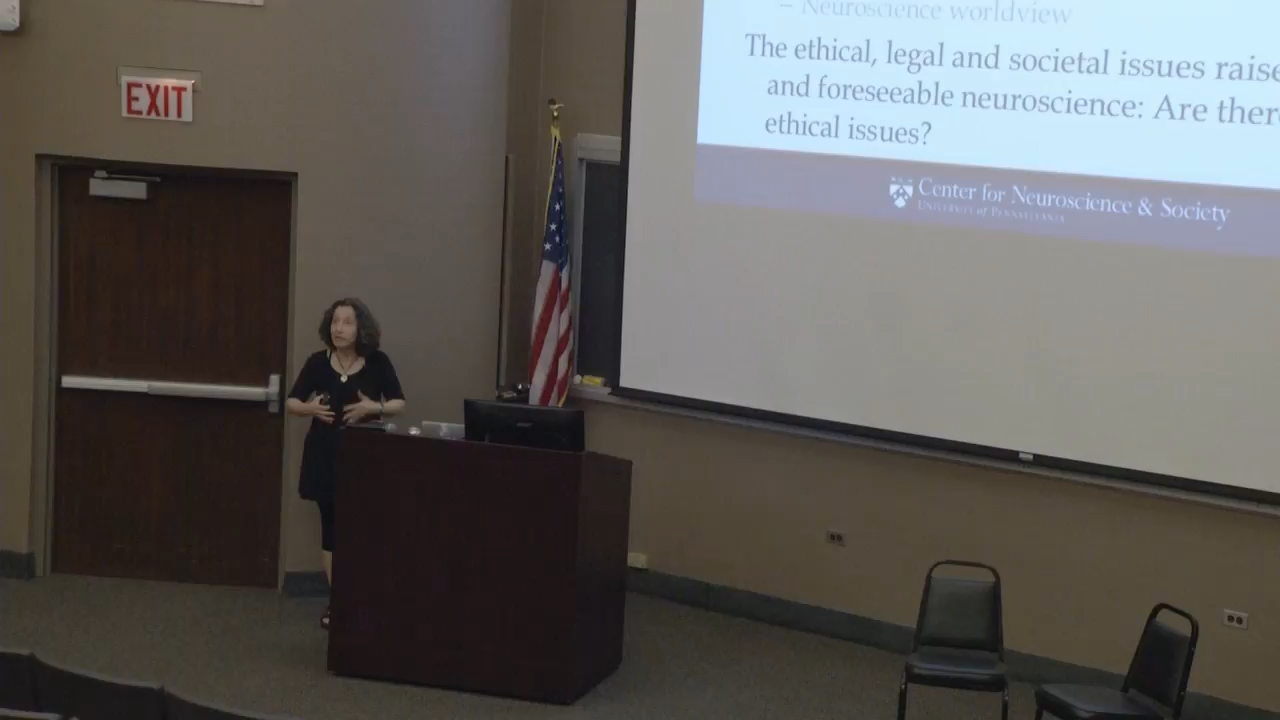 – Neuroscience worldview
The ethical, legal and societal issues raise
and foreseeable neuroscience: Are ther
ethical issues?
Center for Neuroscience & Society
UNIVERSITY of PENNSYLVANIA
EXIT